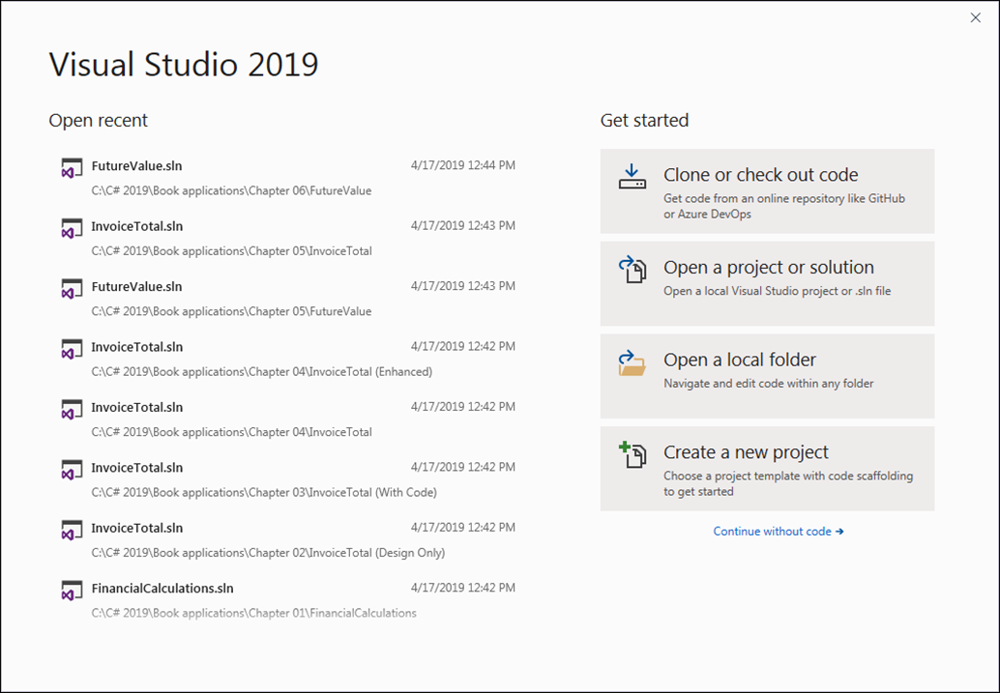 Visual Studio 2019
Open recent
FutureValue.sln 4/17/2019 12:44 PM
C:\C# 2019\Book applications\Chapter 06\FutureValue
InvoiceTotal.sln 4/17/2019 12:43 PM
C:\C# 2019\Book applications\Chapter 05\InvoiceTotal
FutureValue.sln 4/17/2019 12:43 PM
C:\C# 2019\Book applications\Chapter 05\FutureValue
InvoiceTotal.sln 4/17/2019 12:42 PM
C:\C# 2019\Book applications\Chapter 04\InvoiceTotal (Enhanced)
InvoiceTotal.sln 4/17/2019 12:42 PM
C:\C# 2019\Book applications\Chapter 04\InvoiceTotal
InvoiceTotal.sln 4/17/2019 12:42 PM
C:\C# 2019\Book applications\Chapter 03\InvoiceTotal (With Code)
InvoiceTotal.sln 4/17/2019 12:42 PM
C:\C# 2019\Book applications\Chapter 02\InvoiceTotal (Design Only)
FinancialCalculations.sln 4/17/2019 12:42 PM
C:\C# 2019\Book applications\Chapter 01\FinancialCalculations
Get started
Clone or check out code
Get code from an online repository like GitHub
or Azure DevOps
Open a project or solution
Open a local Visual Studio project or .sln file
Open a local folder
Navigate and edit code within any folder
Create a new project
Choose a project template with code scaffolding
to get started
Continue without code →